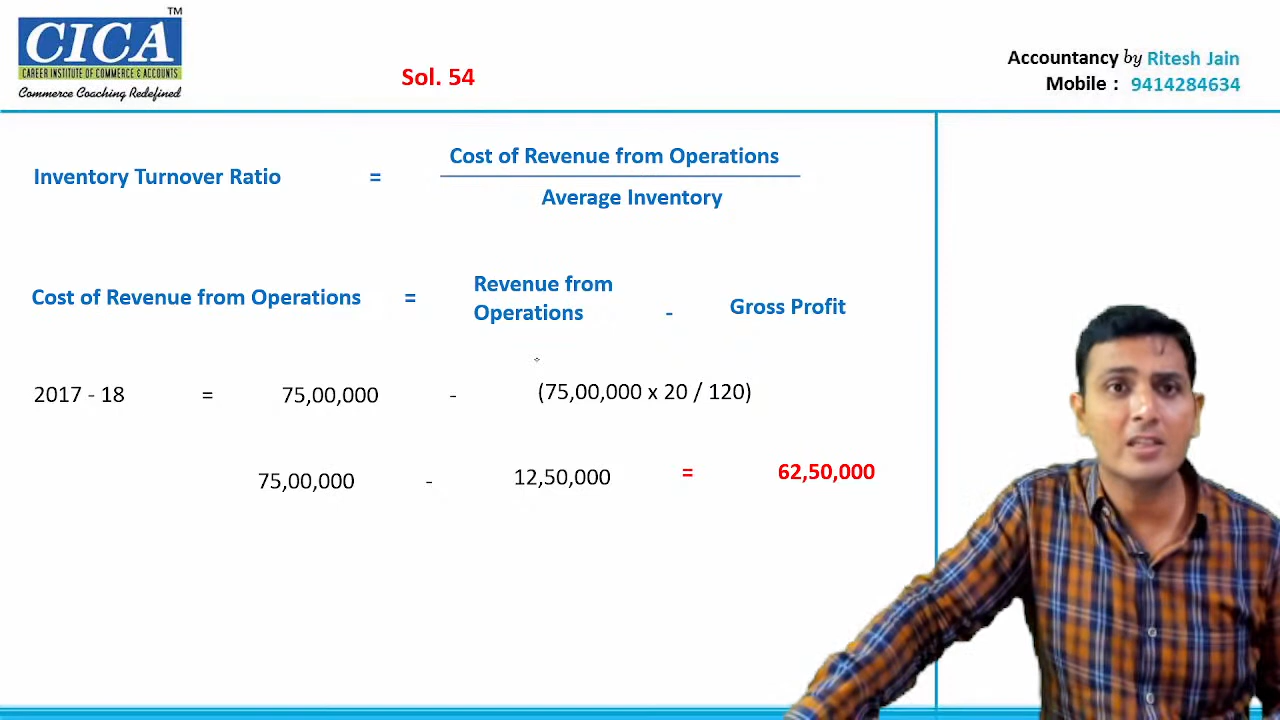 TM
CICA
CAREER INSTITUTE OF COMMERCE & ACCOUNTS
Commerce Coaching Redefined
Sol. 54
Accountancy by Ritesh Jain
Mobile : 9414284634
Inventory Turnover Ratio = Cost of Revenue from Operations
Average Inventory
Cost of Revenue from Operations = Revenue from
Operations - Gross Profit
2017 - 18 = 75,00,000 - (75,00,000 x 20 / 120)
75,00,000 - 12,50,000 = 62,50,000